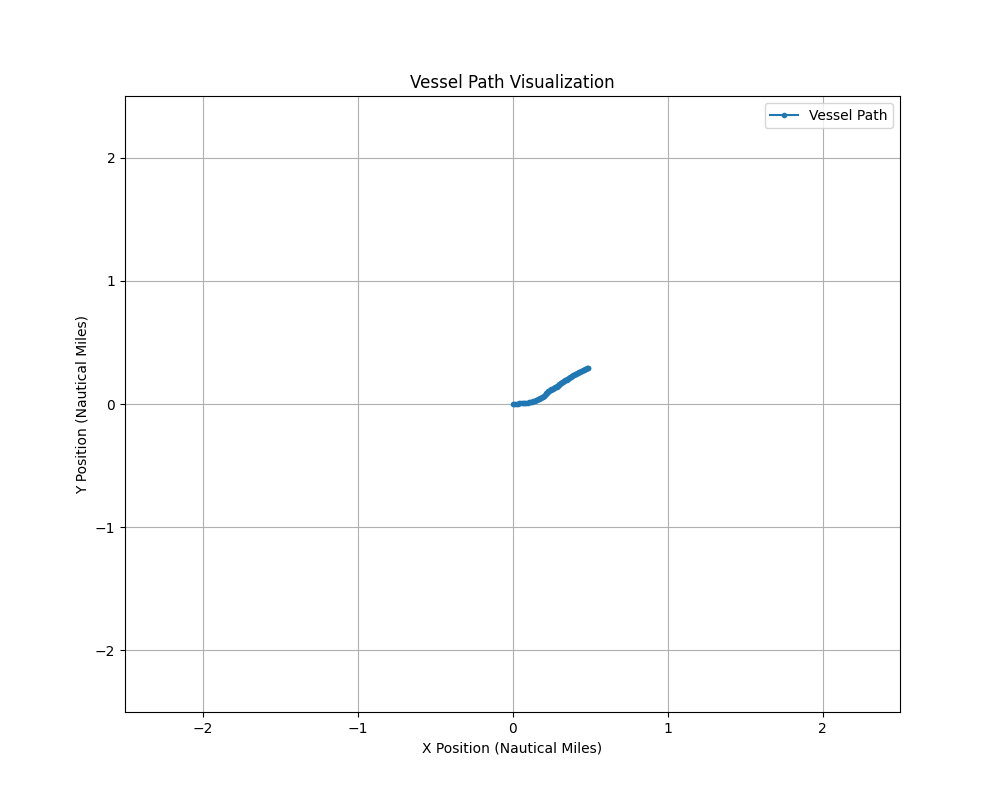 Vessel Path Visualization
Vessel Path
Y Position (Nautical Miles)
2
1
0
−1
−2
−2
−1
0
1
2
X Position (Nautical Miles)